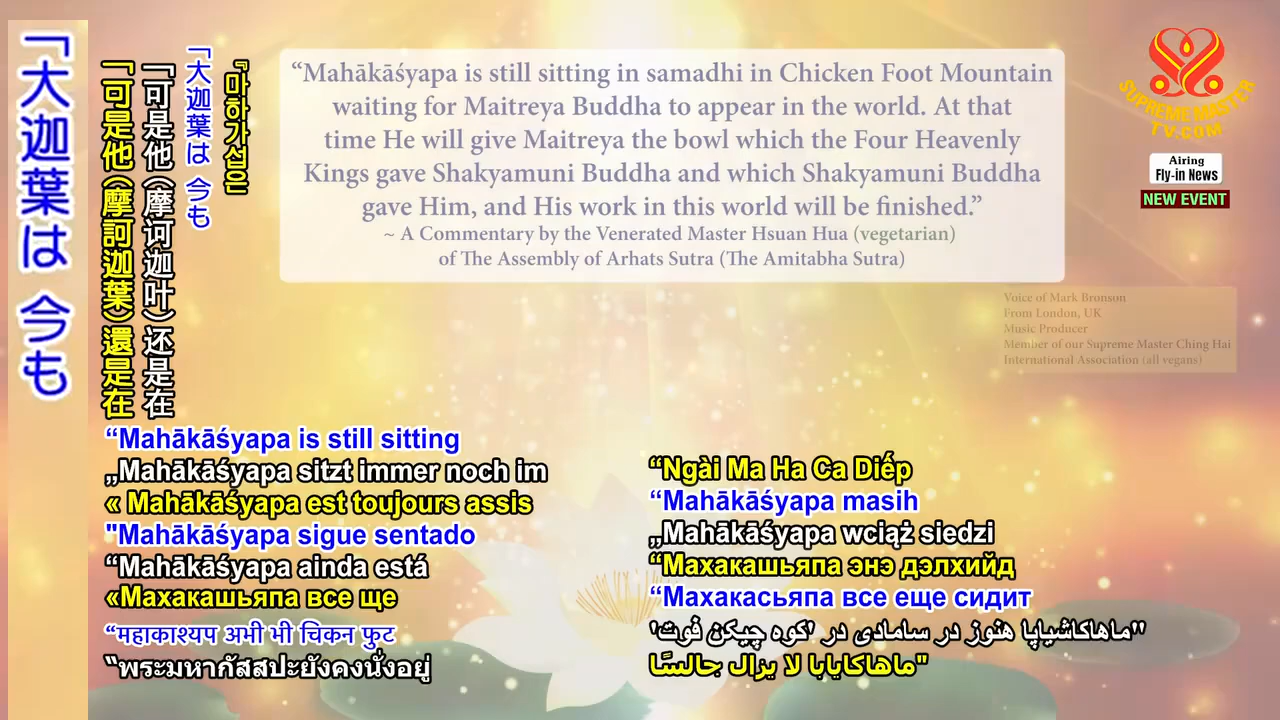 「大迦葉は 今も
「可是他（摩訶迦葉）還是在
「可是他（摩诃迦叶）还是在
「大迦葉は 今も
『마하가섭은
“Mahākāśyapa is still sitting in samadhi in Chicken Foot Mountain
waiting for Maitreya Buddha to appear in the world. At that
time He will give Maitreya the bowl which the Four Heavenly
Kings gave Shakyamuni Buddha and which Shakyamuni Buddha
gave Him, and His work in this world will be finished.”
~ A Commentary by the Venerated Master Hsuan Hua (vegetarian)
of The Assembly of Arhats Sutra (The Amitabha Sutra)
SUPREME MASTER
TV.COM
Airing
Fly-in News
NEW EVENT
Voice of Mark Bronson
From London, UK
Music Producer
Member of our Supreme Master Ching Hai
International Association (all vegans)
“Mahākāśyapa is still sitting
„Mahākāśyapa sitzt immer noch im
« Mahākāśyapa est toujours assis
"Mahākāśyapa sigue sentado
“Mahākāśyapa ainda está
«Махакашьяпа все ще
“महाकाश्यप अभी भी चिकन फुट
“พระมหากัสสปะยังคงนั่งอยู่
“Ngài Ma Ha Ca Diếp
“Mahākāśyapa masih
„Mahākāśyapa wciąż siedzi
“Махакашьяпа энэ дэлхийд
“Махакасьяпа все еще сидит
"ماهاکاشیاپا هنوز در سامادی در 'کوه چیکن فوت'
"ماهاكايابا لا يزال جالسًا